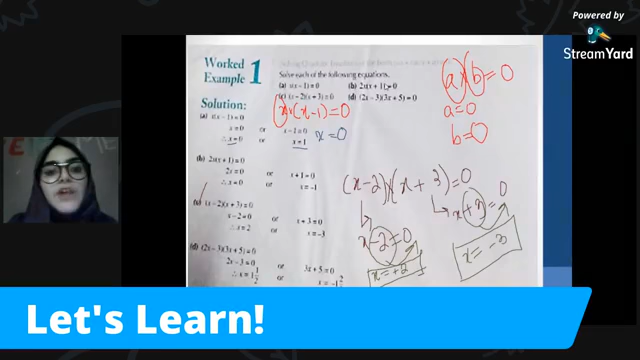 Powered by
StreamYard
Worked
Example 1
Solve each of the following equations.
(a) x(x−1) = 0 (b) 2x(x + 1) = 0
(c) (x − 2)(x + 3) = 0 (d) (2x − 3)(3x + 5) = 0
Solution:
(a) x(x − 1) = 0
x = 0 or x − 1 = 0
∴ x = 0 or x = 1
(b) 2x(x + 1) = 0
2x = 0 or x + 1 = 0
∴ x = 0 or x = −1
(c) (x − 2)(x + 3) = 0
x − 2 = 0 or x + 3 = 0
∴ x = 2 or x = −3
(d) (2x − 3)(3x + 5) = 0
2x − 3 = 0 or 3x + 5 = 0
∴ x = 1 1/2 or
(x−1)=0
x=0
a × b = 0
a=0
b=0
(x−2)×(x+3)=0
x−2=0
x=+2
x+3=0
x=−3
Let's Learn!